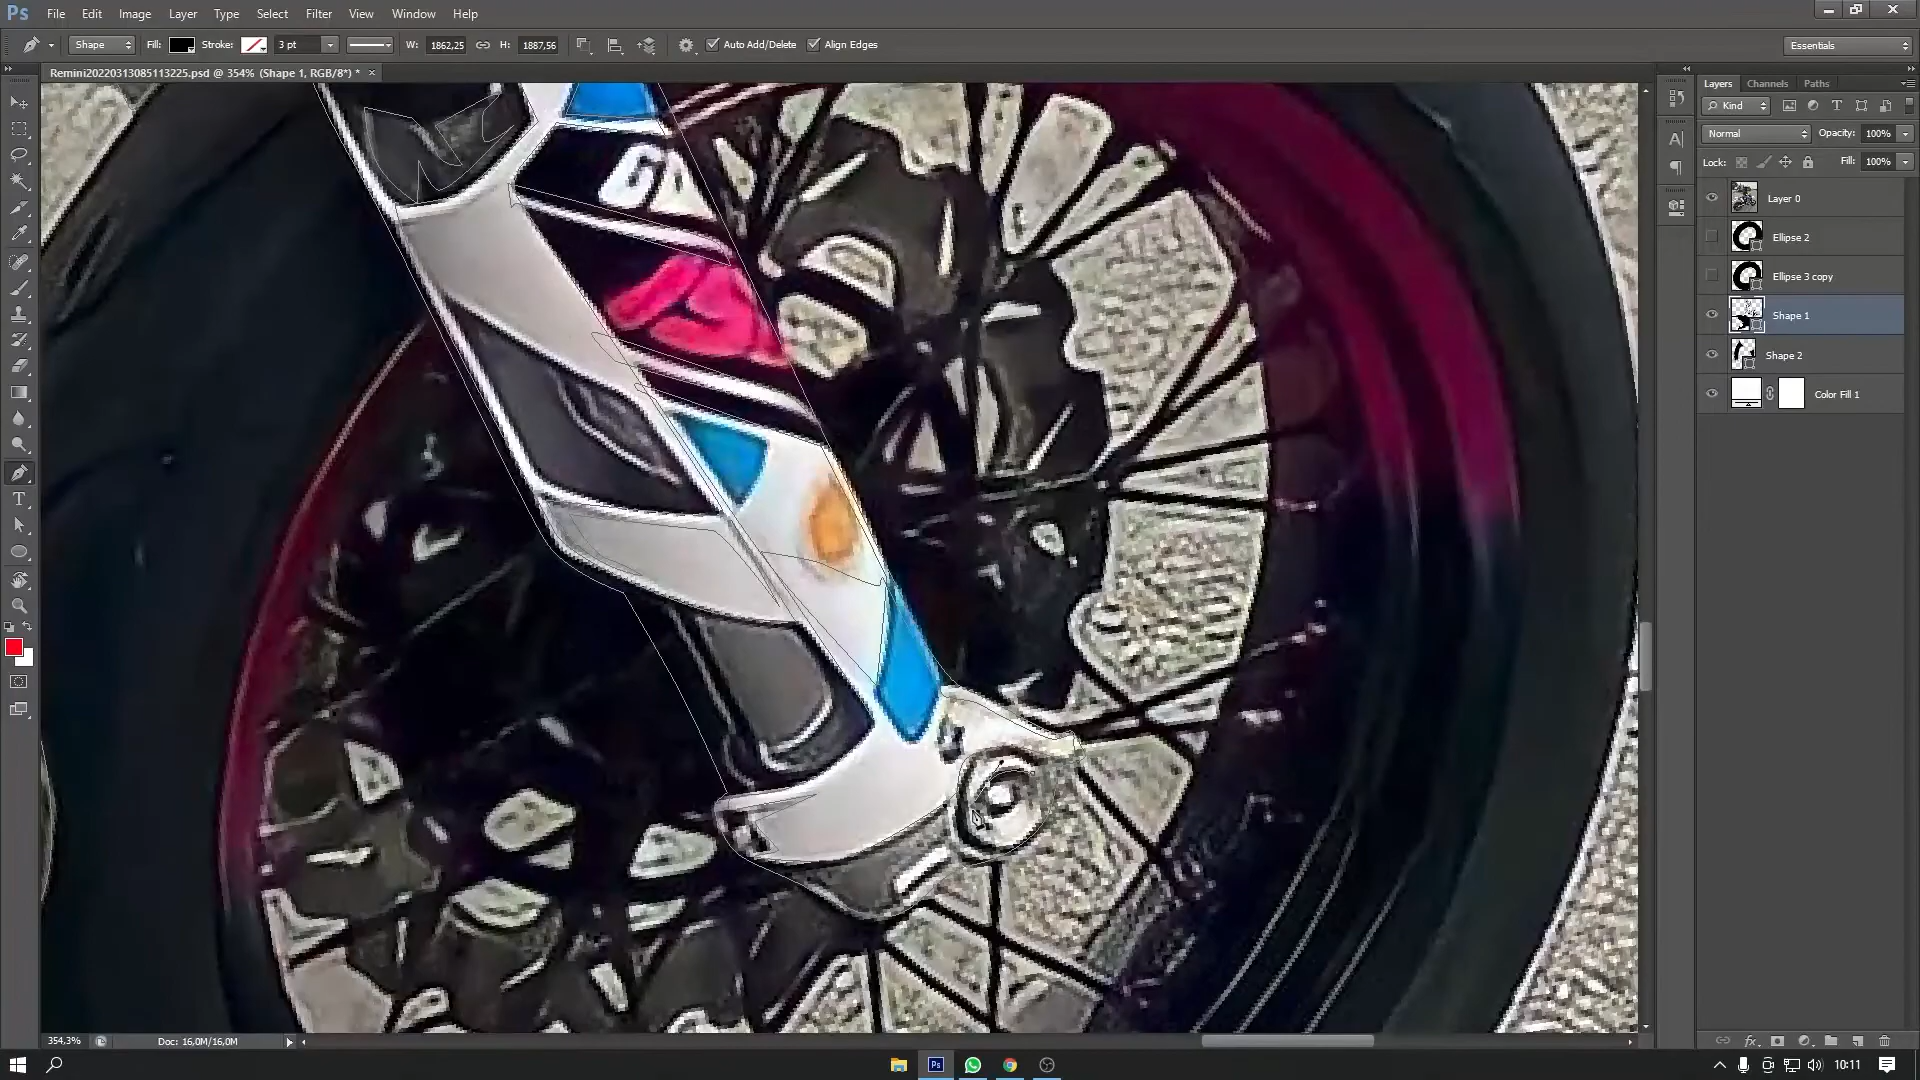 Ps File Edit Image Layer Type Select Filter View Window Help
Shape Fill: Stroke: 3 pt W: 1862,25 H: 1887,56 Auto Add/Delete Align Edges Essentials
Remini20220313085113225.psd @ 354% (Shape 1, RGB/8*) * ×
Layers Channels Paths
Kind
Normal Opacity: 100%
Lock: Fill: 100%
Layer 0
Ellipse 2
Ellipse 3 copy
Shape 1
Shape 2
Color Fill 1
354,3% Doc: 16,0M/16,0M
Ps 10:11